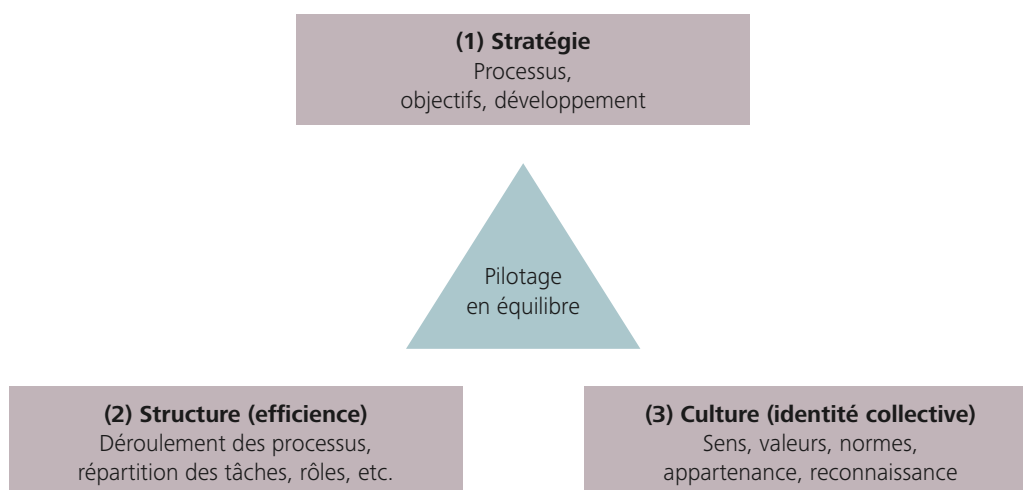 (1) Stratégie
Processus,
objectifs, développement
Pilotage
en équilibre
(2) Structure (efficience)
Déroulement des processus,
répartition des tâches, rôles, etc.
(3) Culture (identité collective)
Sens, valeurs, normes,
appartenance, reconnaissance